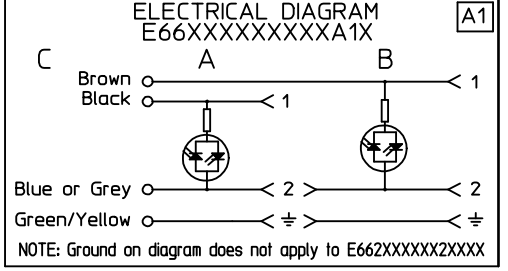 ELECTRICAL DIAGRAM
E66XXXXXXXXXA1X
A1
C A B
Brown 1
Black 1
Blue or Grey 2 2
Green/Yellow
NOTE: Ground on diagram does not apply to E662XXXXXX2XXXX